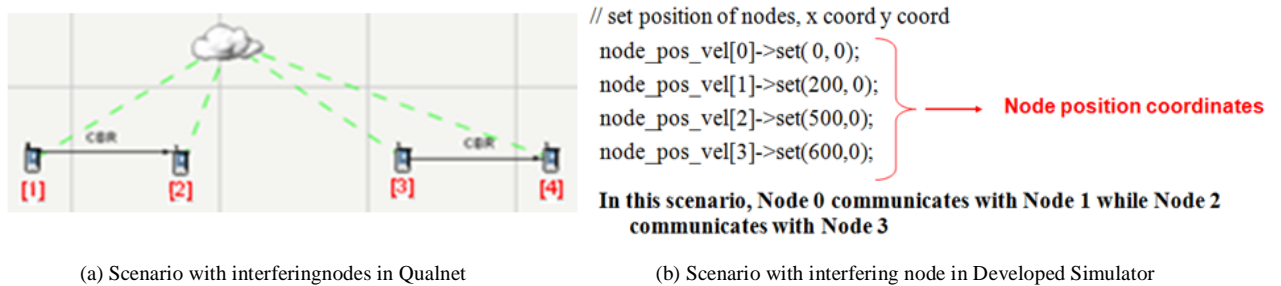 CBR
CBR
[1]
[2]
[3]
[4]
(a) Scenario with interferingnodes in Qualnet
// set position of nodes, x coord y coord
node_pos_vel[0]->set( 0, 0);
node_pos_vel[1]->set(200, 0);
node_pos_vel[2]->set(500,0);
node_pos_vel[3]->set(600,0);
Node position coordinates
In this scenario, Node 0 communicates with Node 1 while Node 2
communicates with Node 3
(b) Scenario with interfering node in Developed Simulator